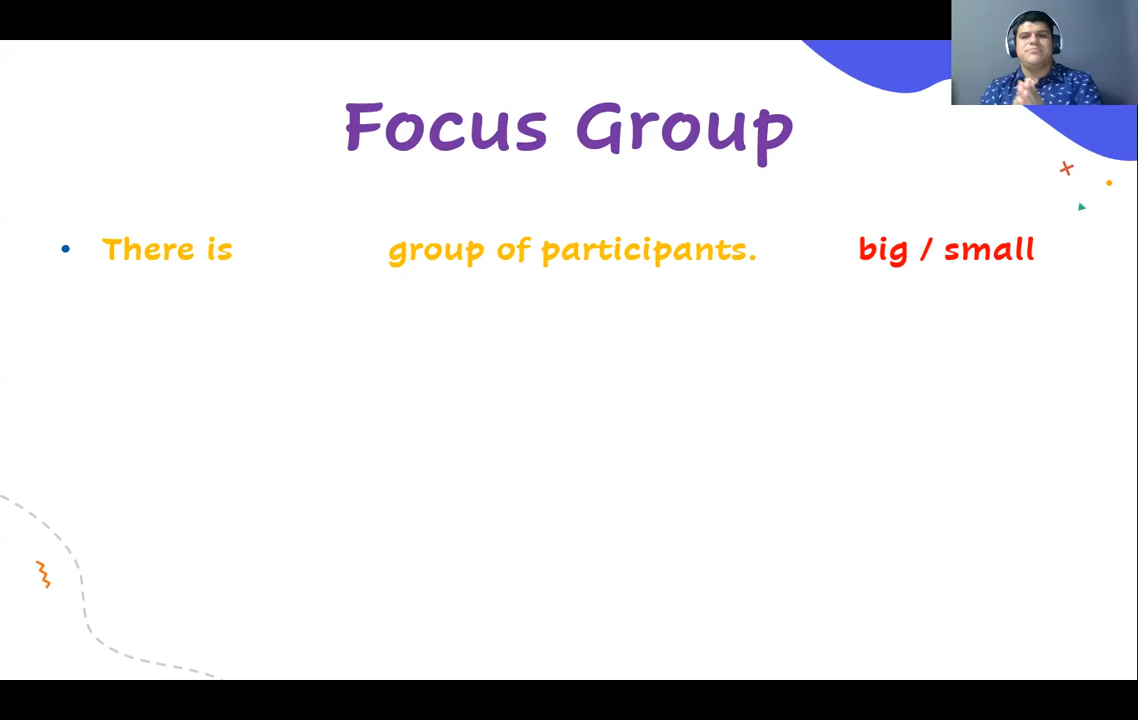 Focus Group
• There is group of participants. big / small